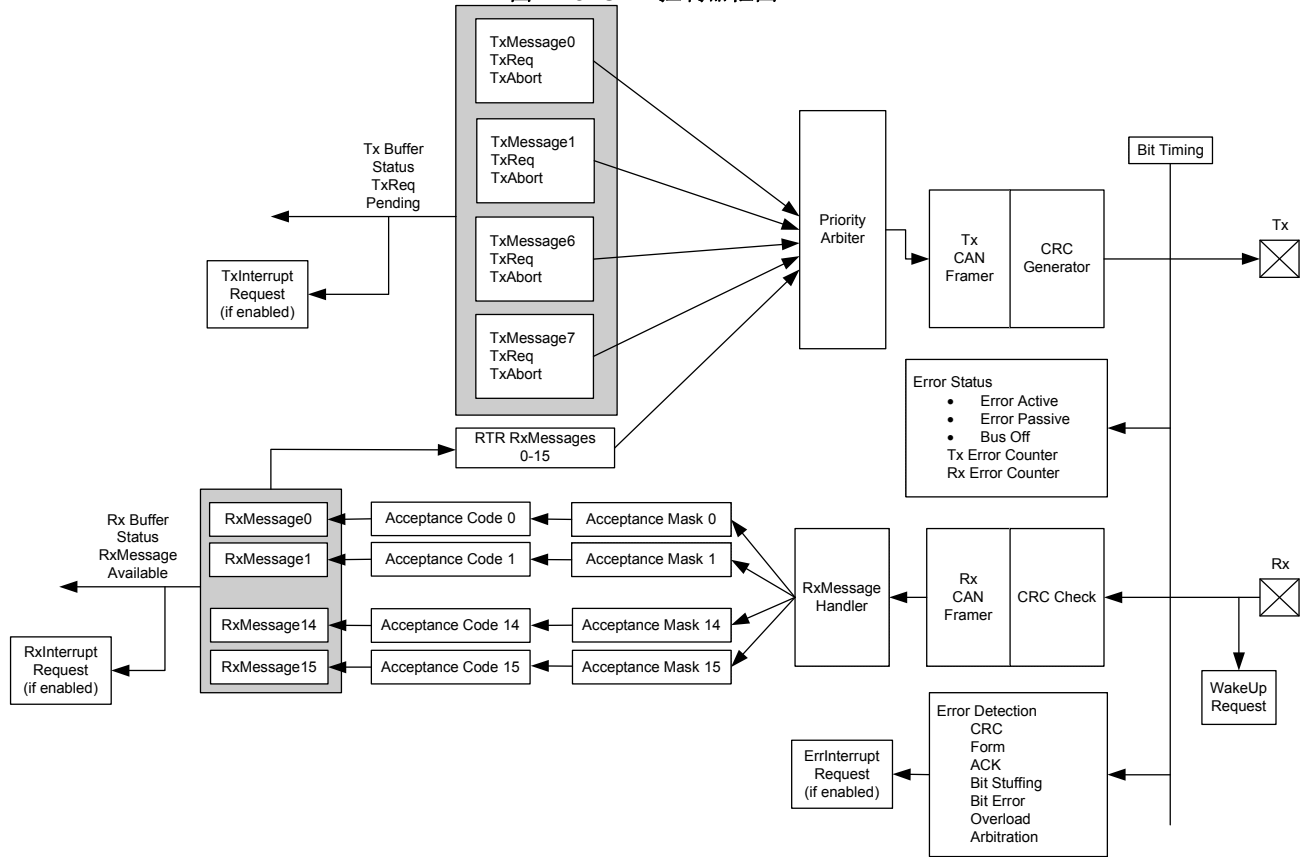 TxMessage0
TxReq
TxAbort
TxMessage1
TxReq
TxAbort
TxMessage6
TxReq
TxAbort
TxMessage7
TxReq
TxAbort
Tx Buffer
Status
TxReq
Pending
TxInterrupt
Request
(if enabled)
Priority
Arbiter
Tx
CAN
Framer
CRC
Generator
Bit Timing
Tx
Error Status
• Error Active
• Error Passive
• Bus Off
Tx Error Counter
Rx Error Counter
RTR RxMessages
0-15
Rx Buffer
Status
RxMessage
Available
RxInterrupt
Request
(if enabled)
RxMessage0
Acceptance Code 0
Acceptance Mask 0
RxMessage1
Acceptance Code 1
Acceptance Mask 1
RxMessage14
Acceptance Code 14
Acceptance Mask 14
RxMessage15
Acceptance Code 15
Acceptance Mask 15
RxMessage
Handler
Rx
CAN
Framer
CRC Check
Rx
WakeUp
Request
Error Detection
CRC
Form
ACK
Bit Stuffing
Bit Error
Overload
Arbitration
ErrInterrupt
Request
(if enabled)